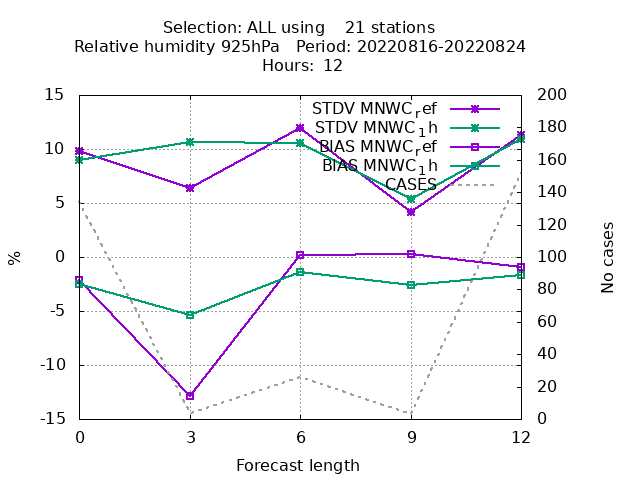 Selection: ALL using    21 stations
Relative humidity 925hPa   Period: 20220816-20220824
Hours:  12
STDV MNWC_ref
STDV MNWC_1h
BIAS MNWC_ref
BIAS MNWC_1h
CASES
15
10
5
0
-5
-10
-15
%
200
180
160
140
120
100
80
60
40
20
0
No cases
0 3 6 9 12
Forecast length